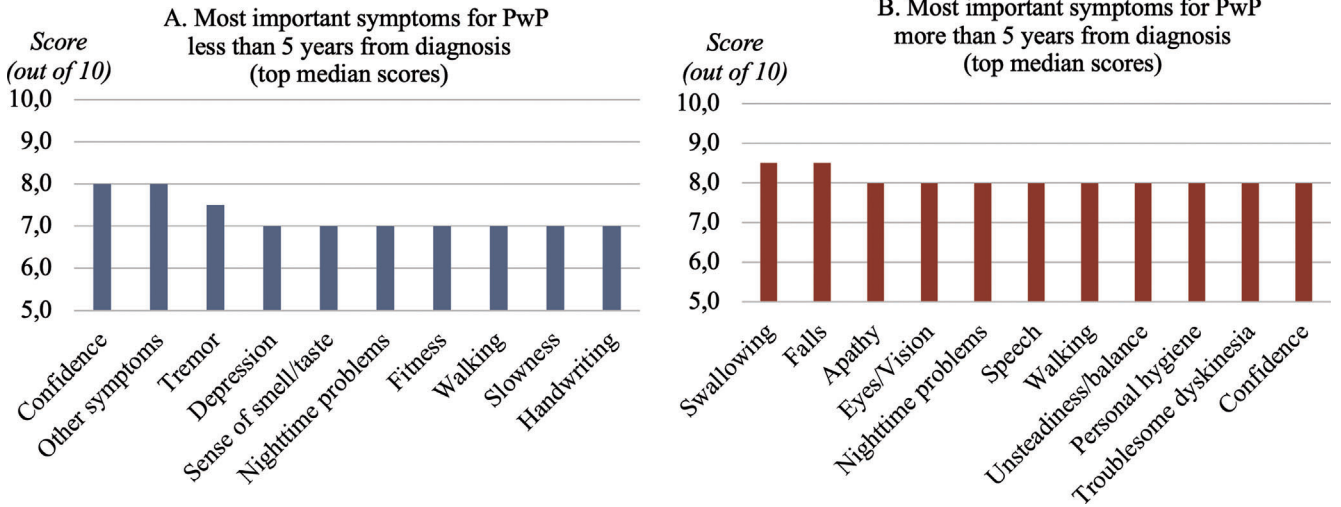 A. Most important symptoms for PwP
less than 5 years from diagnosis
(top median scores)
Score
(out of 10)
10,0
9,0
8,0
7,0
6,0
5,0
Confidence
Other symptoms
Tremor
Depression
Sense of smell/taste
Nighttime problems
Fitness
Walking
Slowness
Handwriting
B. Most important symptoms for PwP
more than 5 years from diagnosis
(top median scores)
Score
(out of 10)
10,0
9,0
8,0
7,0
6,0
5,0
Swallowing
Falls
Apathy
Eyes/Vision
Nighttime problems
Speech
Walking
Unsteadiness/balance
Personal hygiene
Troublesome dyskinesia
Confidence